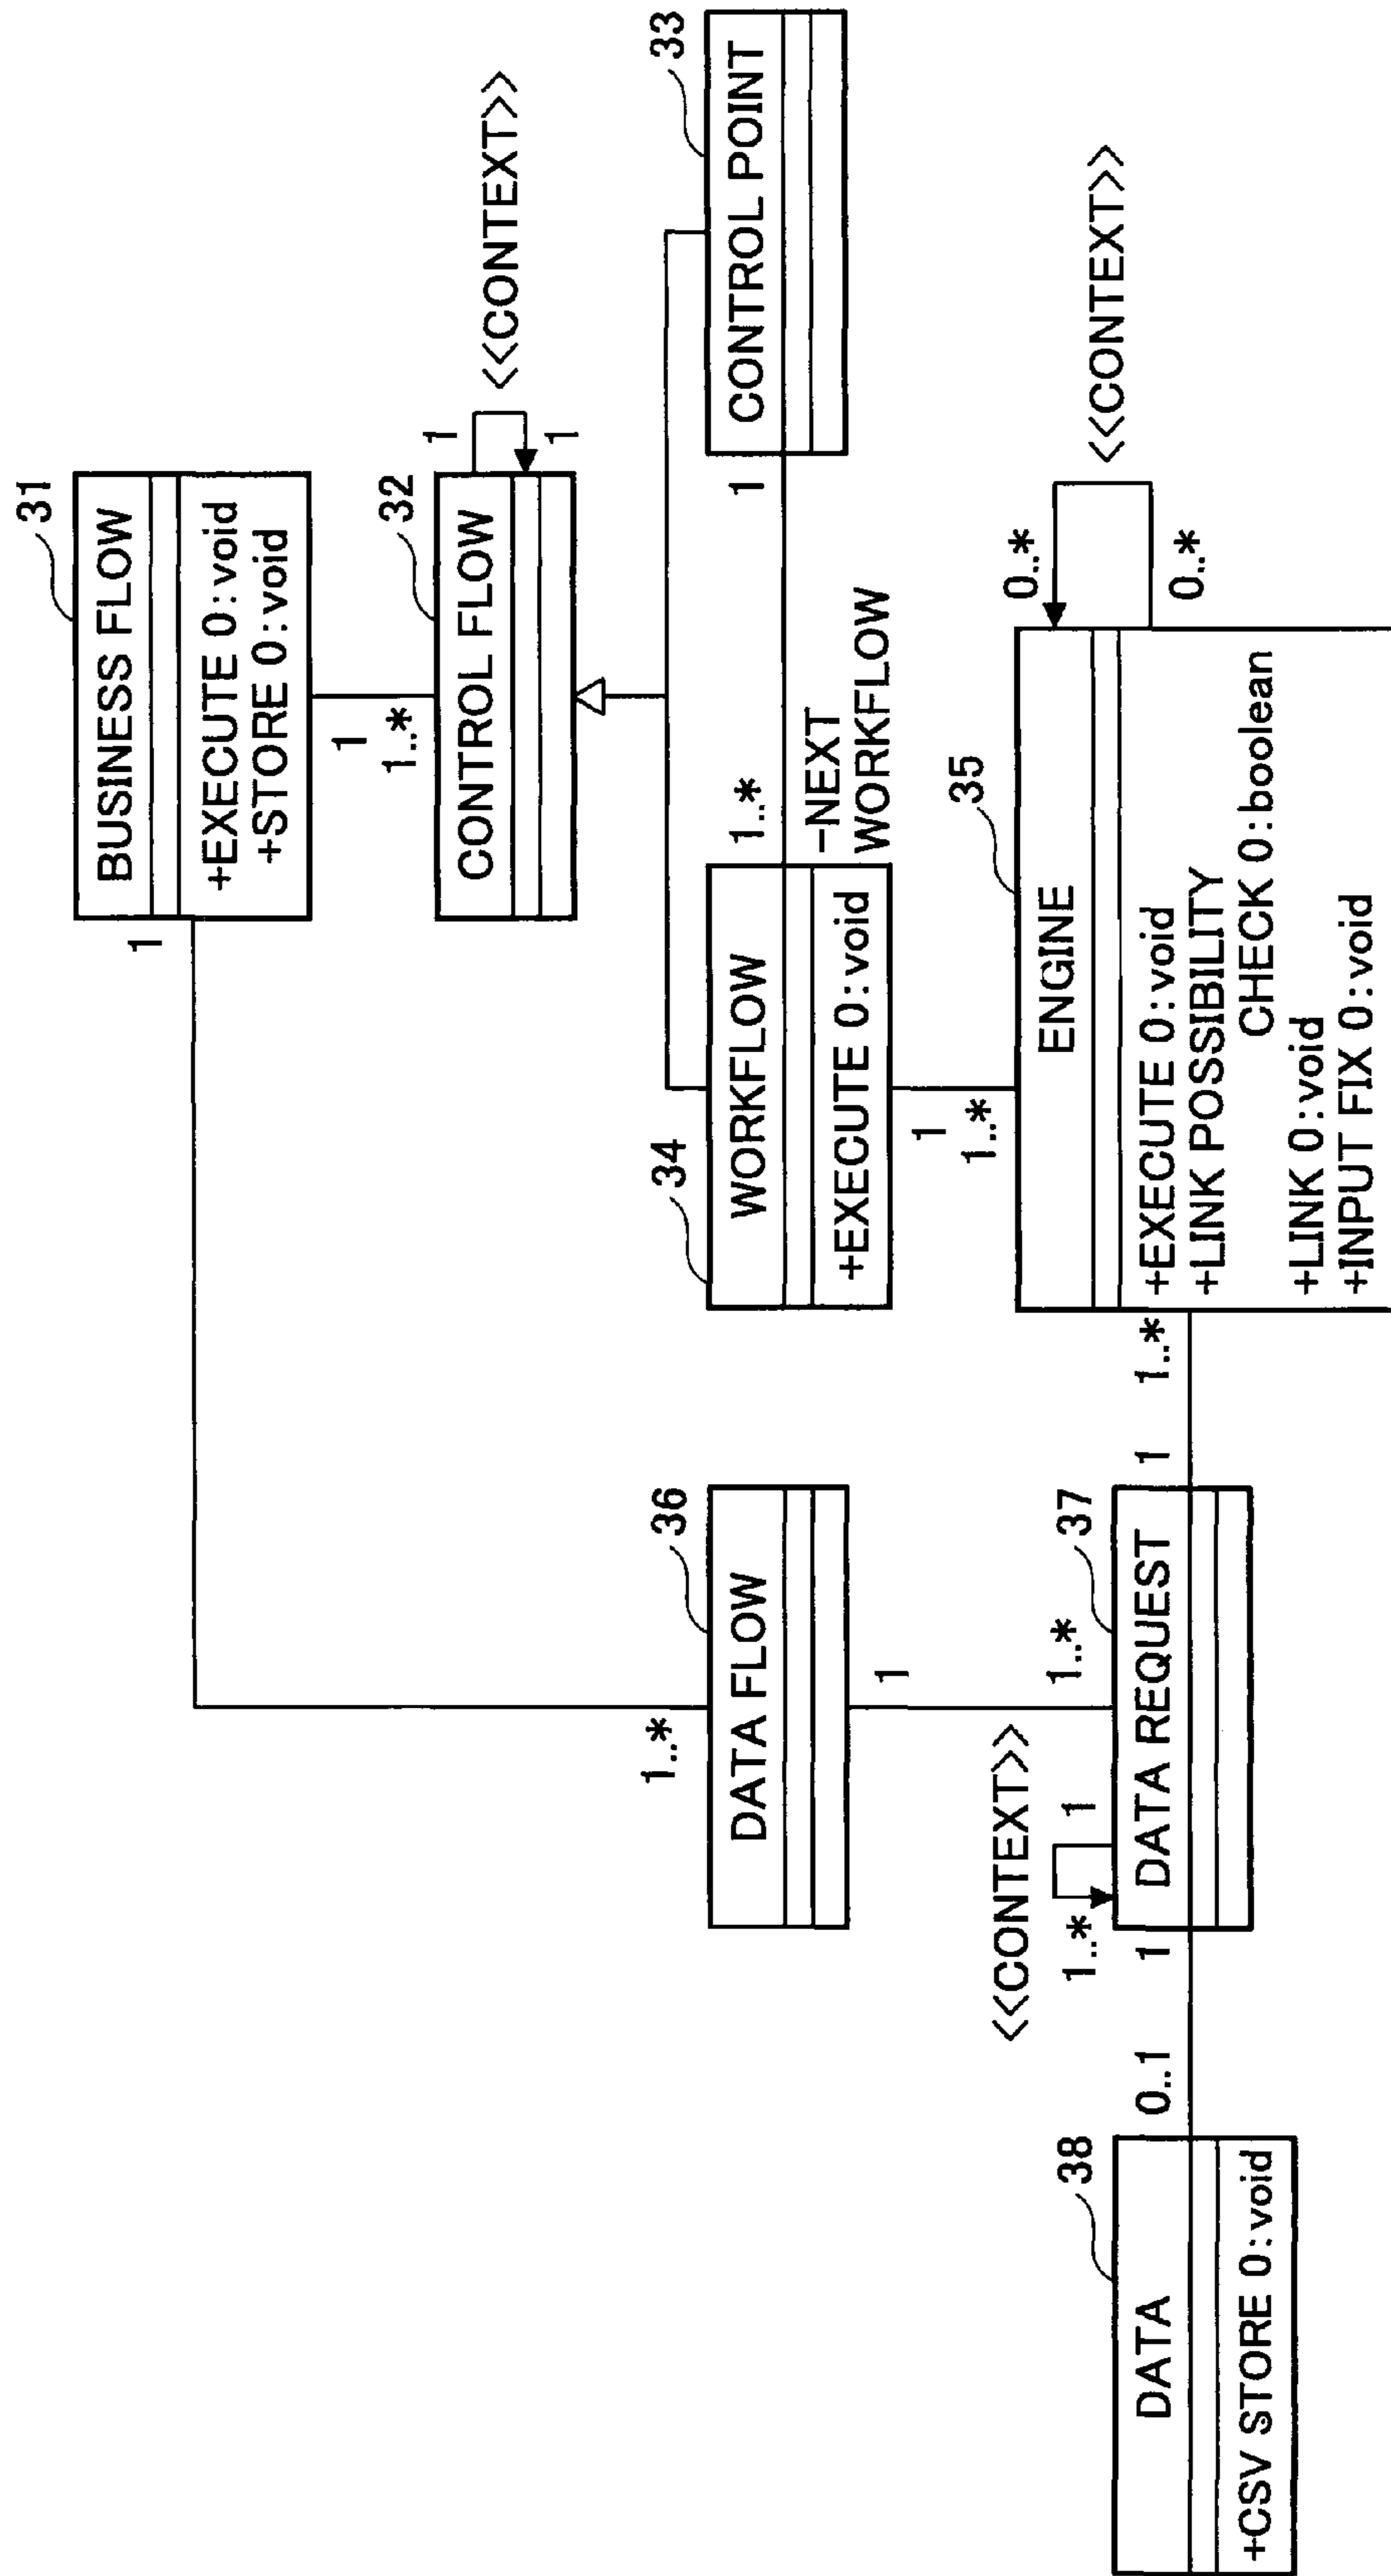 31
BUSINESS FLOW
+EXECUTE 0:void
+STORE 0:void
1
1
1..*
32
CONTROL FLOW
1
1
<<CONTEXT>>
33
CONTROL POINT
1
1..*
-NEXT
WORKFLOW
34
WORKFLOW
+EXECUTE 0:void
1
1..*
35
ENGINE
+EXECUTE 0:void
+LINK POSSIBILITY
CHECK 0:boolean
+LINK 0:void
+INPUT FIX 0:void
0..*
0..*
<<CONTEXT>>
1..*
1
36
DATA FLOW
1..*
1
1..*
37
DATA REQUEST
<<CONTEXT>>
1
1..*
1
0..1
38
DATA
+CSV STORE 0:void